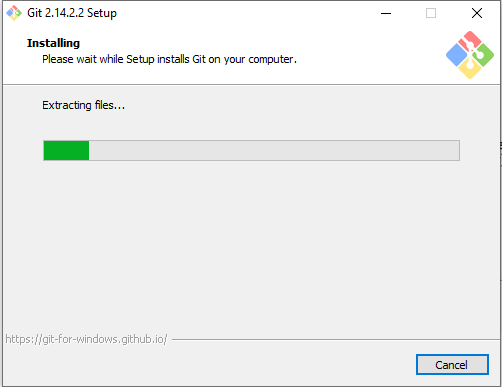 Git 2.14.2.2 Setup
Installing
Please wait while Setup installs Git on your computer.
Extracting files...
https://git-for-windows.github.io/
Cancel